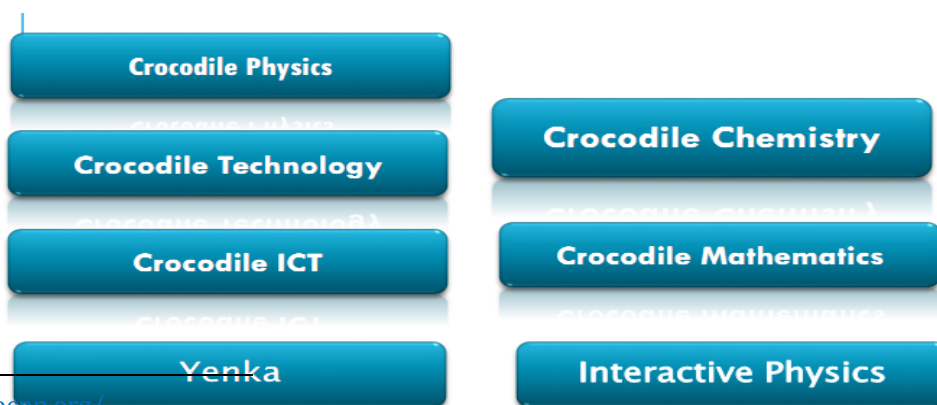 Crocodile Physics
Crocodile Technology
Crocodile ICT
Yenka
Crocodile Chemistry
Crocodile Mathematics
Interactive Physics